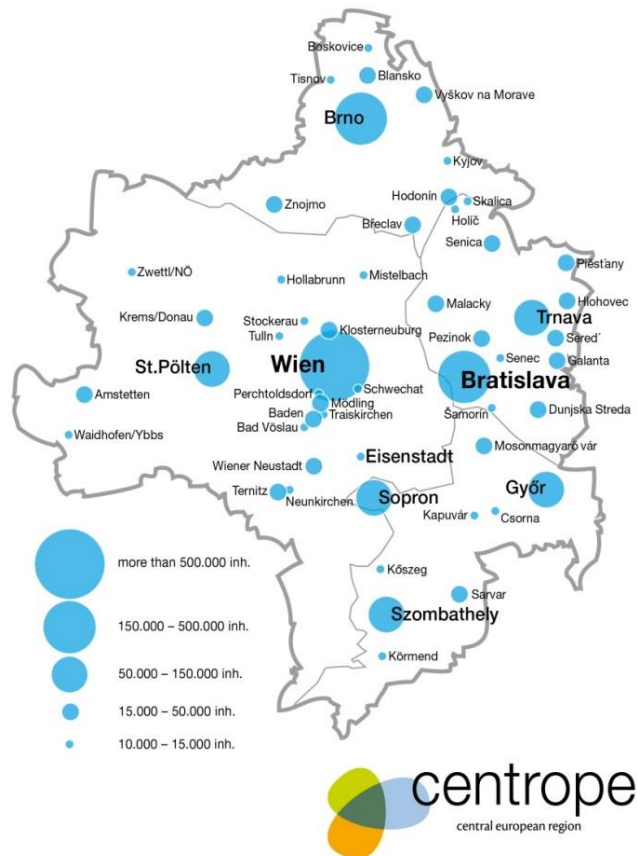 Boskovice
Tisnov
Blansko
Vyškov na Morave
Brno
Kyjov
Hodonín
Skalica
Holíč
Znojmo
Břeclav
Senica
Piešťany
Zwettl/NÖ
Hollabrunn
Mistelbach
Hlohovec
Malacky
Trnava
Krems/Donau
Stockerau
Klosterneuburg
Tulln
Pezinok
Sereď
Wien
St.Pölten
Senec
Galanta
Bratislava
Perchtoldsdorf
Schwechat
Amstetten
Mödling
Baden
Traiskirchen
Šamorín
Dunjska Streda
Bad Vöslau
Waidhofen/Ybbs
Mosonmagyaró vár
Eisenstadt
Wiener Neustadt
Győr
Ternitz
Neunkirchen
Sopron
Kapuvár
Csorna
Kőszeg
Sarvar
Szombathely
Körmend
more than 500.000 inh.
150.000 – 500.000 inh.
50.000 – 150.000 inh.
15.000 – 50.000 inh.
10.000 – 15.000 inh.
centrope
central european region